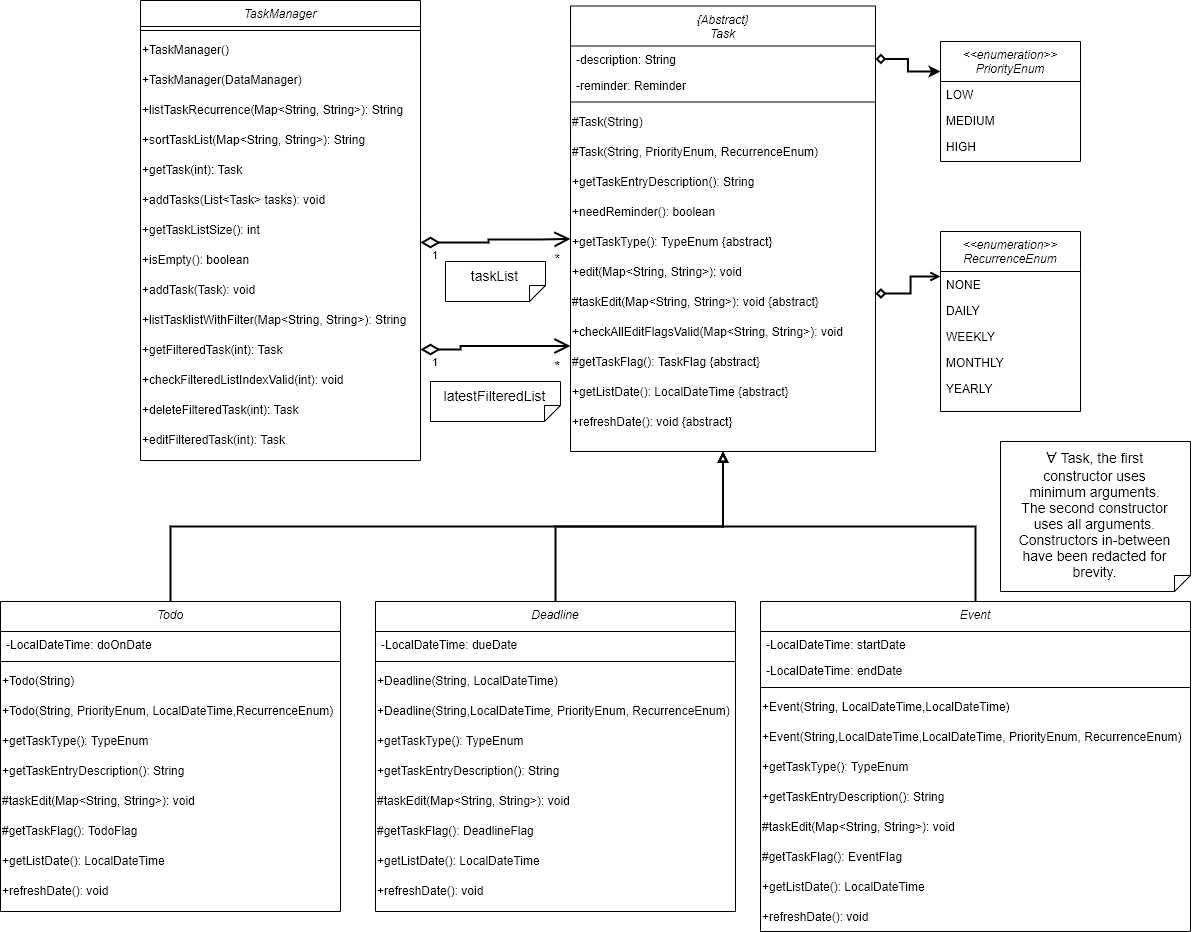 TaskManager
+TaskManager()
+TaskManager(DataManager)
+listTaskRecurrence(Map<String, String>): String
+sortTaskList(Map<String, String>): String
+getTask(int): Task
+addTasks(List<Task> tasks): void
+getTaskListSize(): int
+isEmpty(): boolean
+addTask(Task): void
+listTasklistWithFilter(Map<String, String>): String
+getFilteredTask(int): Task
+checkFilteredListIndexValid(int): void
+deleteFilteredTask(int): Task
+editFilteredTask(int): Task
1
*
taskList
1
*
latestFilteredList
{Abstract}
Task
-description: String
-reminder: Reminder
#Task(String)
#Task(String, PriorityEnum, RecurrenceEnum)
+getTaskEntryDescription(): String
+needReminder(): boolean
+getTaskType(): TypeEnum {abstract}
+edit(Map<String, String>): void
#taskEdit(Map<String, String>): void {abstract}
+checkAllEditFlagsValid(Map<String, String>): void
#getTaskFlag(): TaskFlag {abstract}
+getListDate(): LocalDateTime {abstract}
+refreshDate(): void {abstract}
<<enumeration>>
PriorityEnum
LOW
MEDIUM
HIGH
<<enumeration>>
RecurrenceEnum
NONE
DAILY
WEEKLY
MONTHLY
YEARLY
∀ Task, the first
constructor uses
minimum arguments.
The second constructor
uses all arguments.
Constructors in-between
have been redacted for
brevity.
Todo
-LocalDateTime: doOnDate
+Todo(String)
+Todo(String, PriorityEnum, LocalDateTime,RecurrenceEnum)
+getTaskType(): TypeEnum
+getTaskEntryDescription(): String
#taskEdit(Map<String, String>): void
#getTaskFlag(): TodoFlag
+getListDate(): LocalDateTime
+refreshDate(): void
Deadline
-LocalDateTime: dueDate
+Deadline(String, LocalDateTime)
+Deadline(String,LocalDateTime, PriorityEnum, RecurrenceEnum)
+getTaskType(): TypeEnum
+getTaskEntryDescription(): String
#taskEdit(Map<String, String>): void
#getTaskFlag(): DeadlineFlag
+getListDate(): LocalDateTime
+refreshDate(): void
Event
-LocalDateTime: startDate
-LocalDateTime: endDate
+Event(String, LocalDateTime,LocalDateTime)
+Event(String,LocalDateTime,LocalDateTime, PriorityEnum, RecurrenceEnum)
+getTaskType(): TypeEnum
+getTaskEntryDescription(): String
#taskEdit(Map<String, String>): void
#getTaskFlag(): EventFlag
+getListDate(): LocalDateTime
+refreshDate(): void